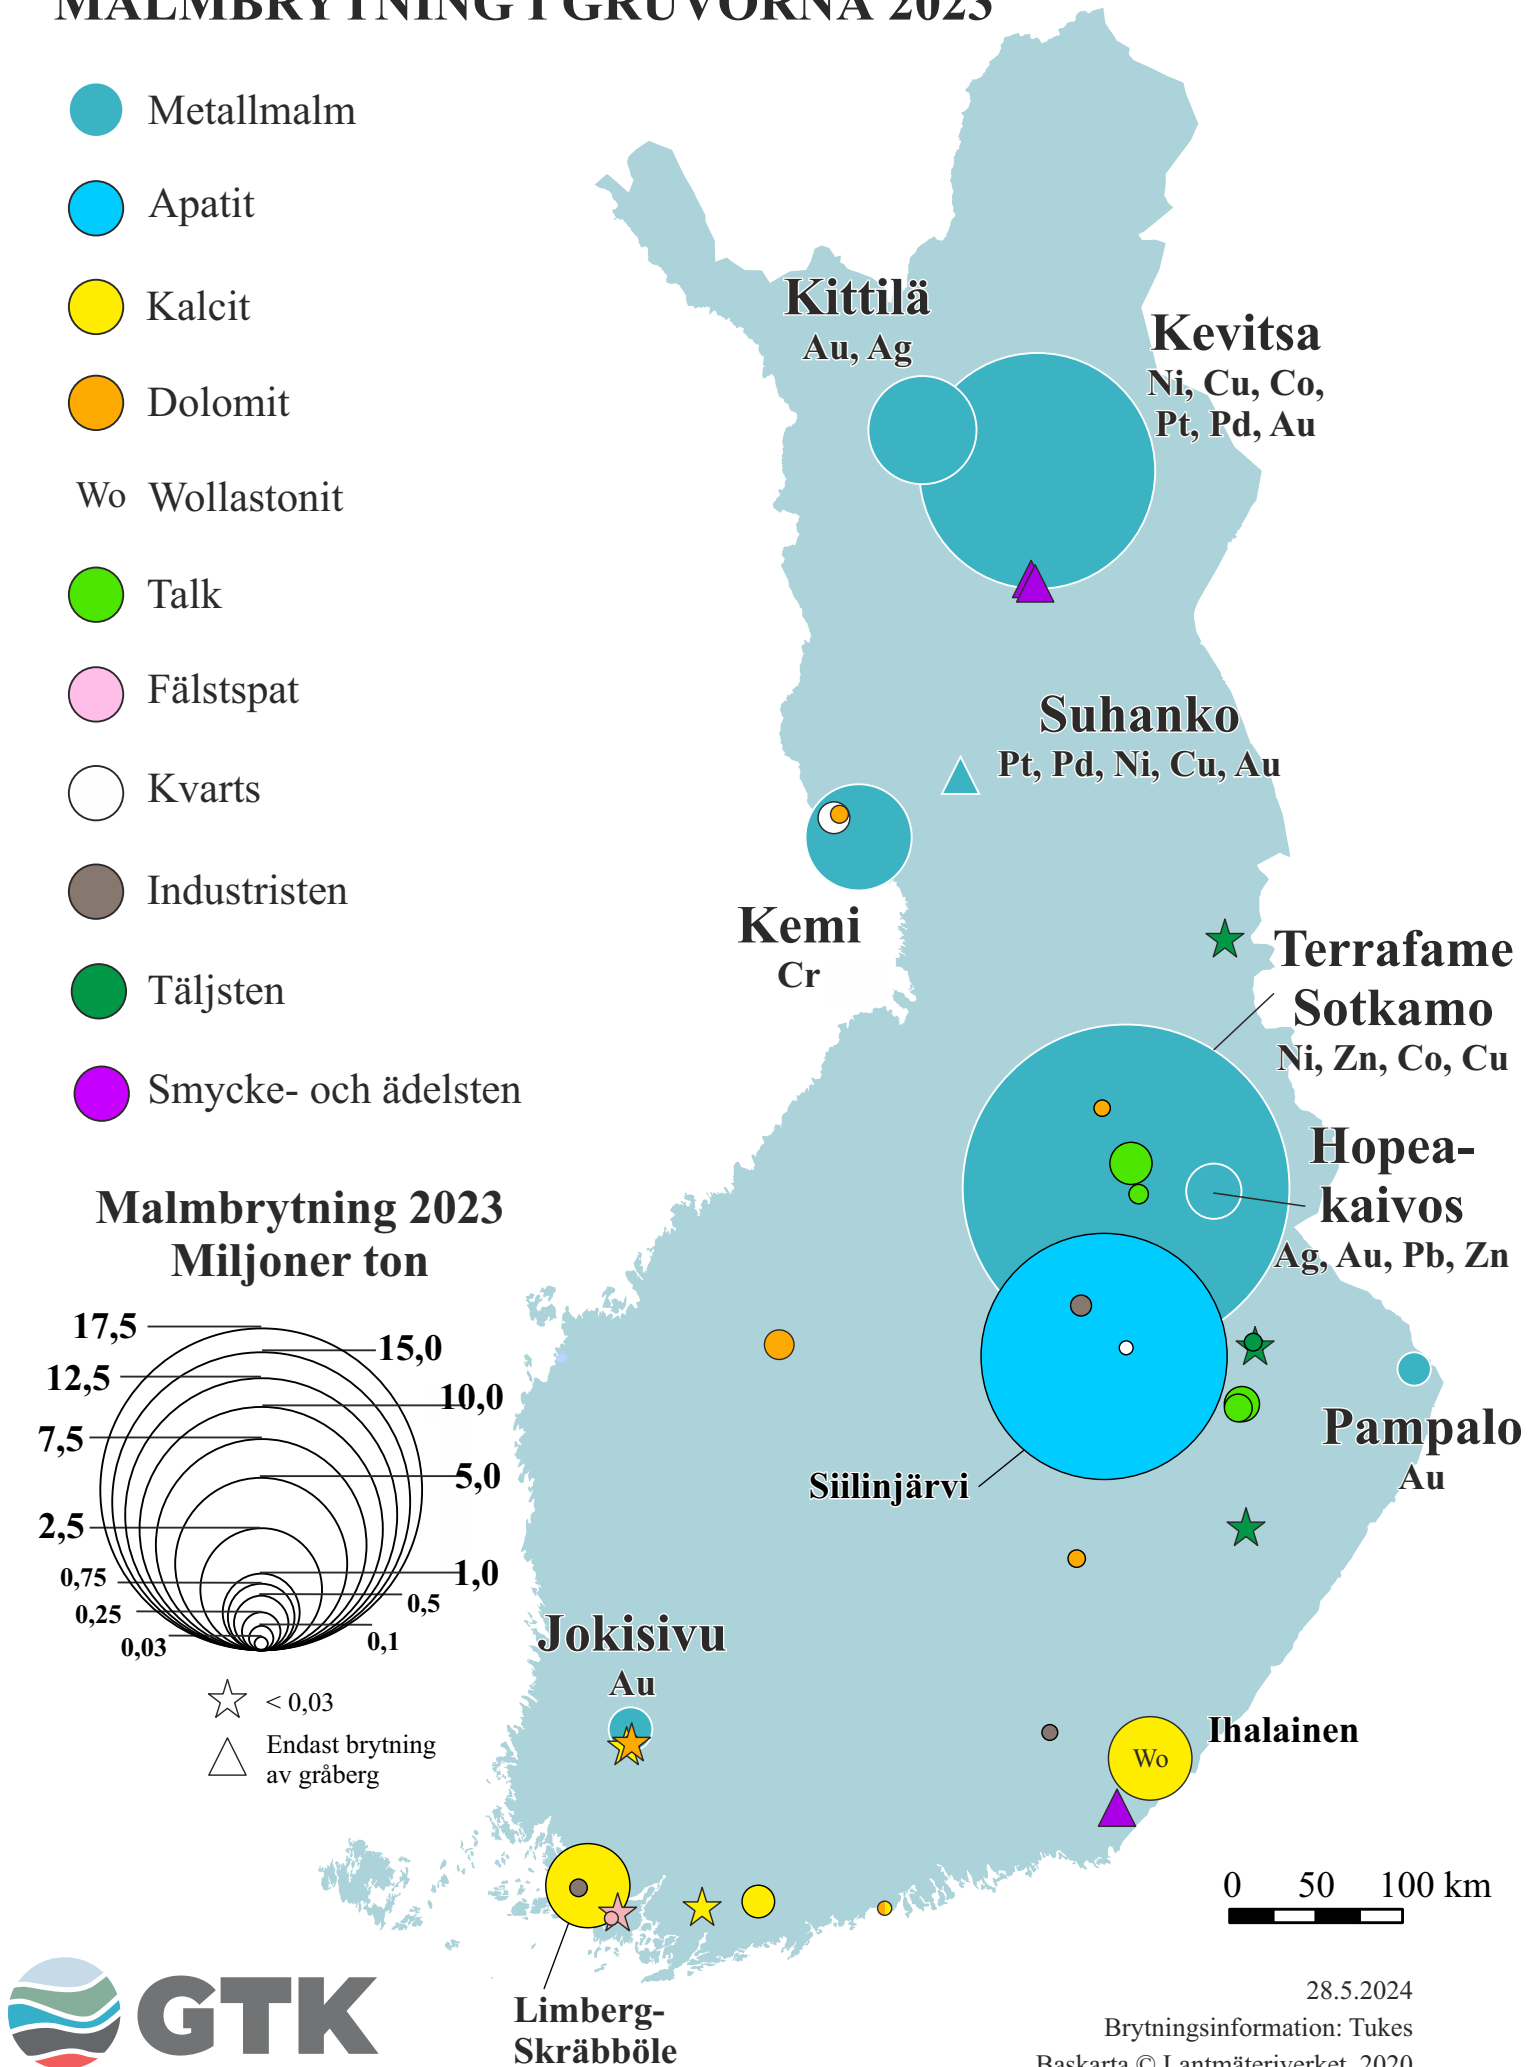 MALMBRYTNING I GRUVORNA 2023
Metallmalm
Apatit
Kalcit
Dolomit
Wo Wollastonit
Talk
Fälstspat
Kvarts
Industristen
Täljsten
Smycke- och ädelsten
Malmbrytning 2023
Miljoner ton
17,5
15,0
12,5
10,0
7,5
5,0
2,5
1,0
0,75
0,5
0,25
0,1
0,03
< 0,03
Endast brytning
av gråberg
Kittilä
Au, Ag
Kevitsa
Ni, Cu, Co,
Pt, Pd, Au
Suhanko
Pt, Pd, Ni, Cu, Au
Kemi
Cr
Terrafame
Sotkamo
Ni, Zn, Co, Cu
Hopea-
kaivos
Ag, Au, Pb, Zn
Pampalo
Au
Siilinjärvi
Jokisivu
Au
Ihalainen
Wo
Limberg-
Skräbböle
0 50 100 km
GTK
28.5.2024
Brytningsinformation: Tukes
Baskarta © Lantmäteriverket, 2020